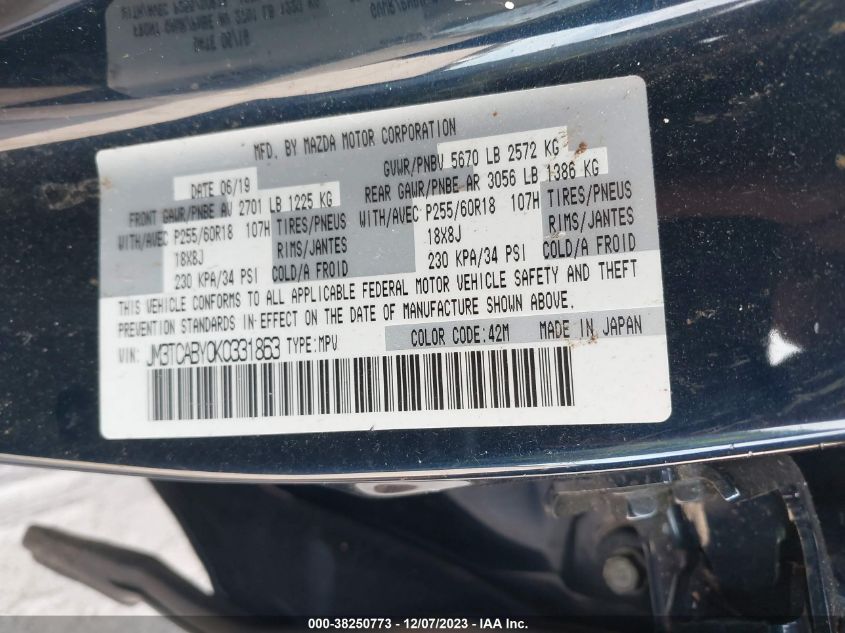 MFD. BY MAZDA MOTOR CORPORATION
DATE 06/19
GVWR/PNBV 5670 LB 2572 KG
FRONT GAWR/PNBE AV 2701 LB 1225 KG
REAR GAWR/PNBE AR 3056 LB 1386 KG
WITH/AVEC P255/60R18 107H TIRES/PNEUS
WITH/AVEC P255/60R18 107H TIRES/PNEUS
18X8J RIMS/JANTES
18X8J RIMS/JANTES
230 KPA/34 PSI COLD/A FROID
230 KPA/34 PSI COLD/A FROID
THIS VEHICLE CONFORMS TO ALL APPLICABLE FEDERAL MOTOR VEHICLE SAFETY AND THEFT
PREVENTION STANDARDS IN EFFECT ON THE DATE OF MANUFACTURE SHOWN ABOVE.
VIN: JM3TCABY0K0331863 TYPE:MPV
COLOR CODE:42M MADE IN JAPAN
000-38250773 - 12/07/2023 - IAA Inc.